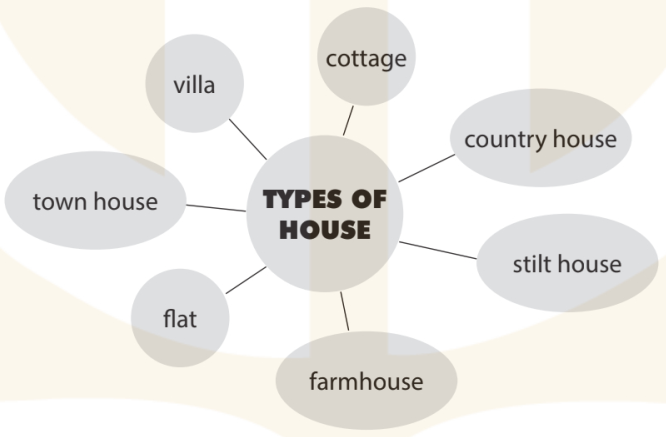 cottage
villa
country house
TYPES OF
HOUSE
town house
stilt house
flat
farmhouse